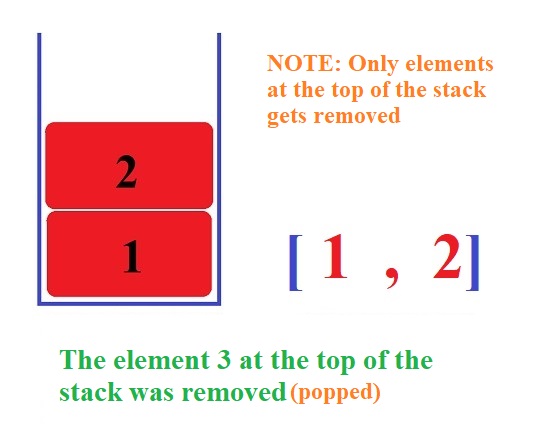 NOTE: Only elements
at the top of the stack
gets removed
2
1
[ 1 , 2]
The element 3 at the top of the
stack was removed (popped)